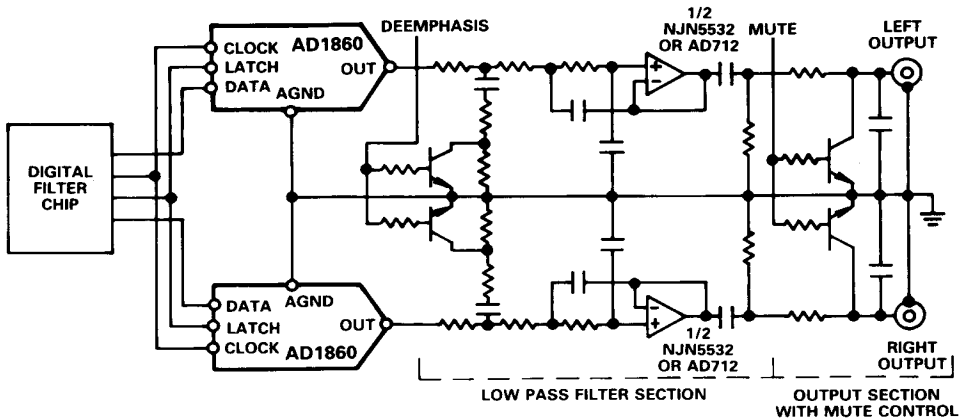 DEEMPHASIS
1/2
NJN5532
OR AD712
MUTE
LEFT
OUTPUT
AD1860
CLOCK
LATCH
DATA
OUT
AGND
DIGITAL
FILTER
CHIP
AGND
DATA
LATCH
CLOCK
OUT
AD1860
1/2
NJN5532
OR AD712
RIGHT
OUTPUT
LOW PASS FILTER SECTION
OUTPUT SECTION
WITH MUTE CONTROL